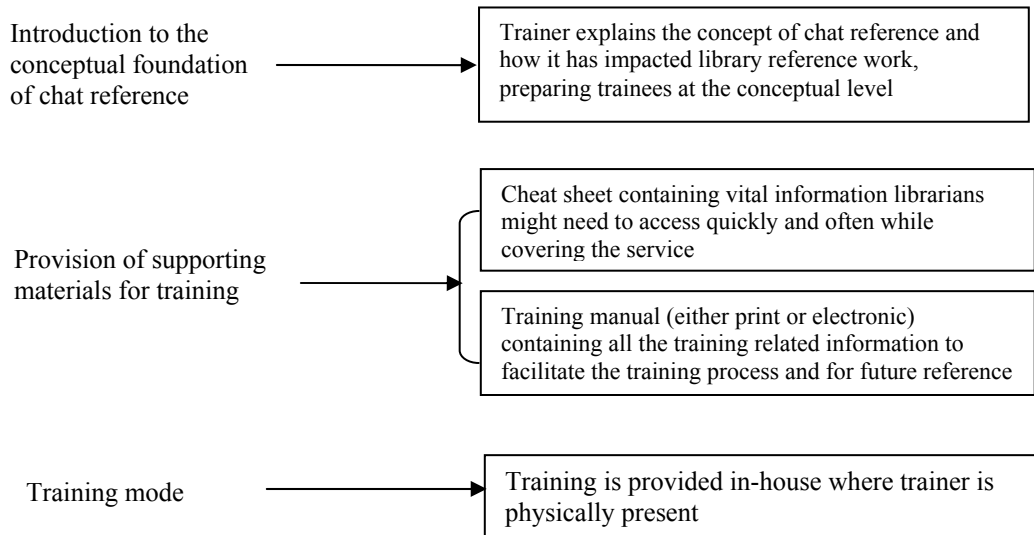 Introduction to the
conceptual foundation
of chat reference
Trainer explains the concept of chat reference and
how it has impacted library reference work,
preparing trainees at the conceptual level
Provision of supporting
materials for training
Cheat sheet containing vital information librarians
might need to access quickly and often while
covering the service
Training manual (either print or electronic)
containing all the training related information to
facilitate the training process and for future reference
Training mode
Training is provided in-house where trainer is
physically present